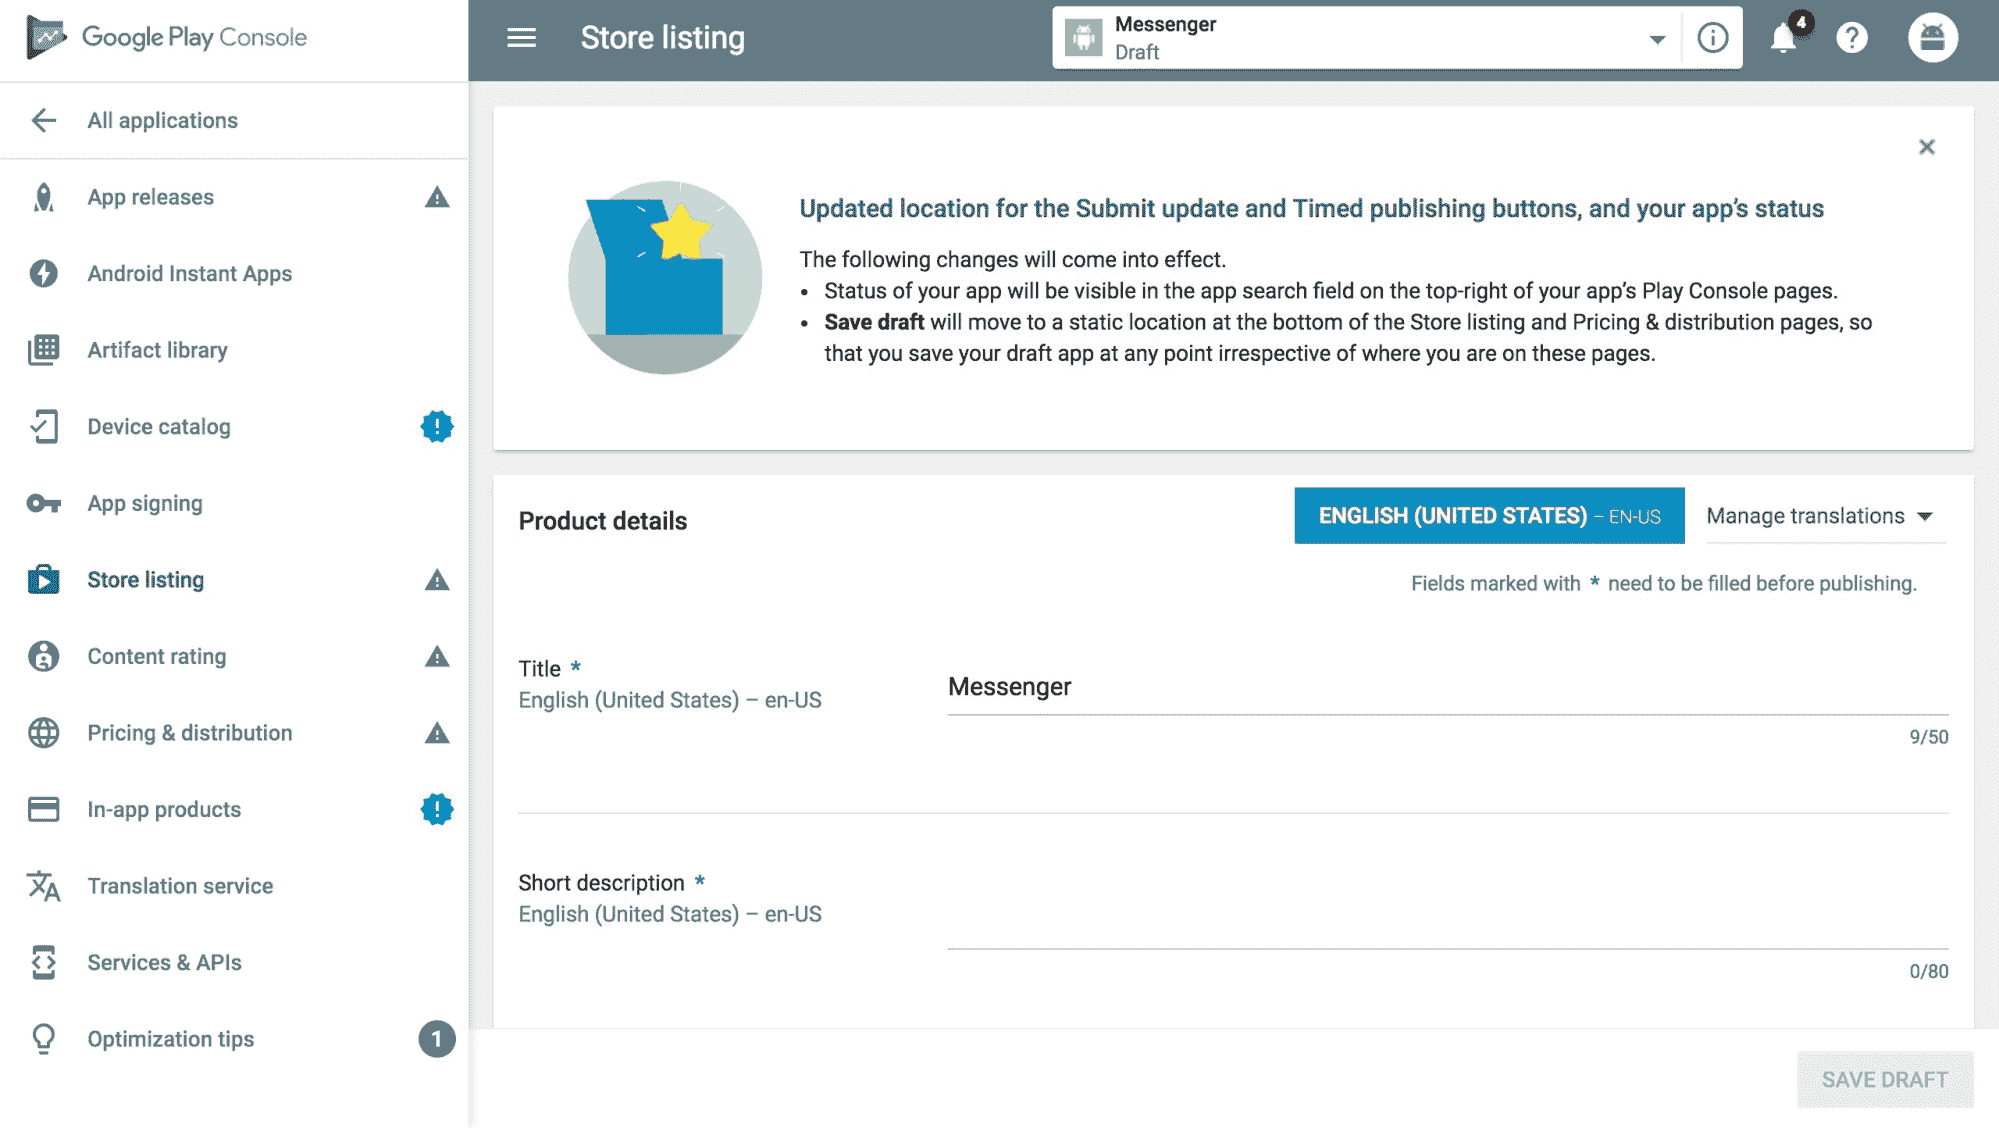 Google Play Console
Store listing
Messenger
Draft
4
All applications
App releases
Android Instant Apps
Artifact library
Device catalog
App signing
Store listing
Content rating
Pricing & distribution
In-app products
Translation service
Services & APIs
Optimization tips
1
Updated location for the Submit update and Timed publishing buttons, and your app's status
The following changes will come into effect.
• Status of your app will be visible in the app search field on the top-right of your app's Play Console pages.
• Save draft will move to a static location at the bottom of the Store listing and Pricing & distribution pages, so
that you save your draft app at any point irrespective of where you are on these pages.
Product details
ENGLISH (UNITED STATES) – EN-US
Manage translations
Fields marked with * need to be filled before publishing.
Title *
English (United States) – en-US
Messenger
9/50
Short description *
English (United States) – en-US
0/80
SAVE DRAFT